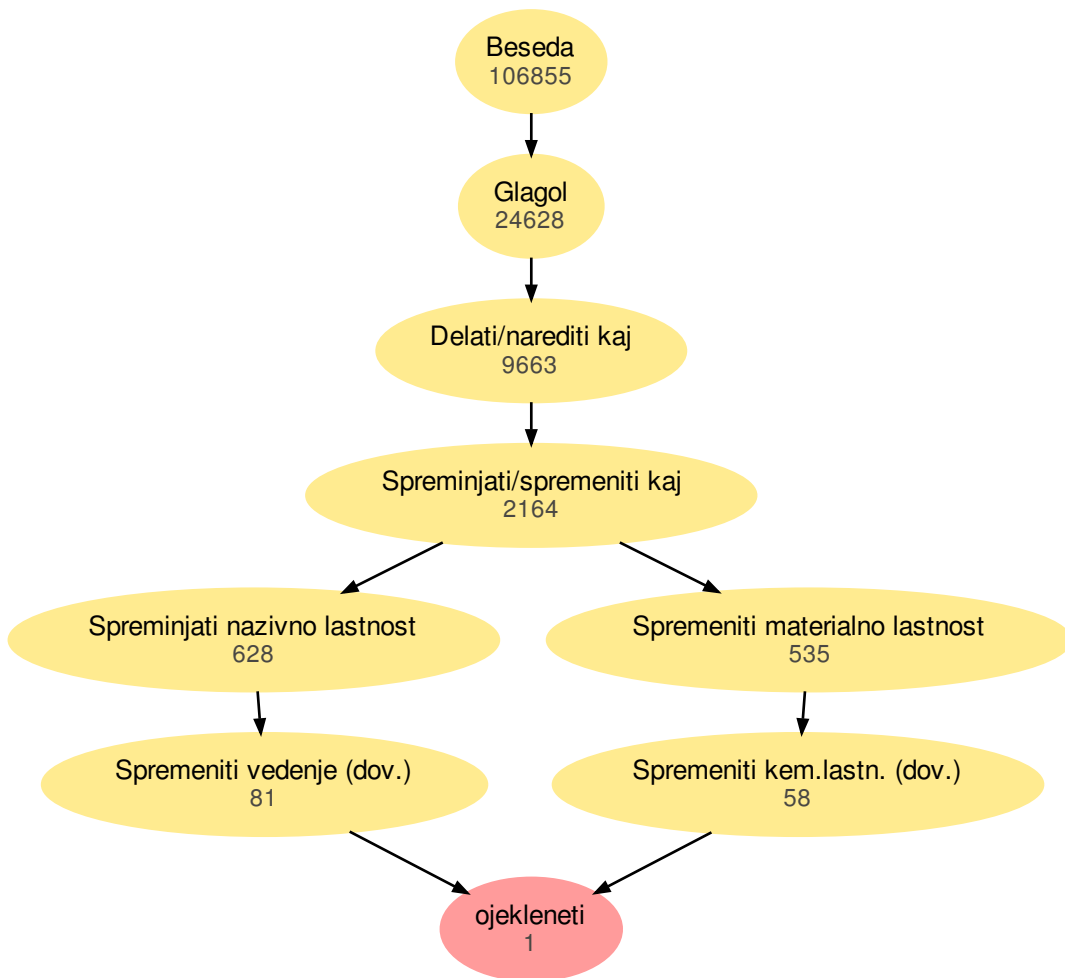 Beseda
106855
Glagol
24628
Delati/narediti kaj
9663
Spreminjati/spremeniti kaj
2164
Spreminjati nazivno lastnost
628
Spremeniti materialno lastnost
535
Spremeniti vedenje (dov.)
81
Spremeniti kem.lastn. (dov.)
58
ojekleneti
1